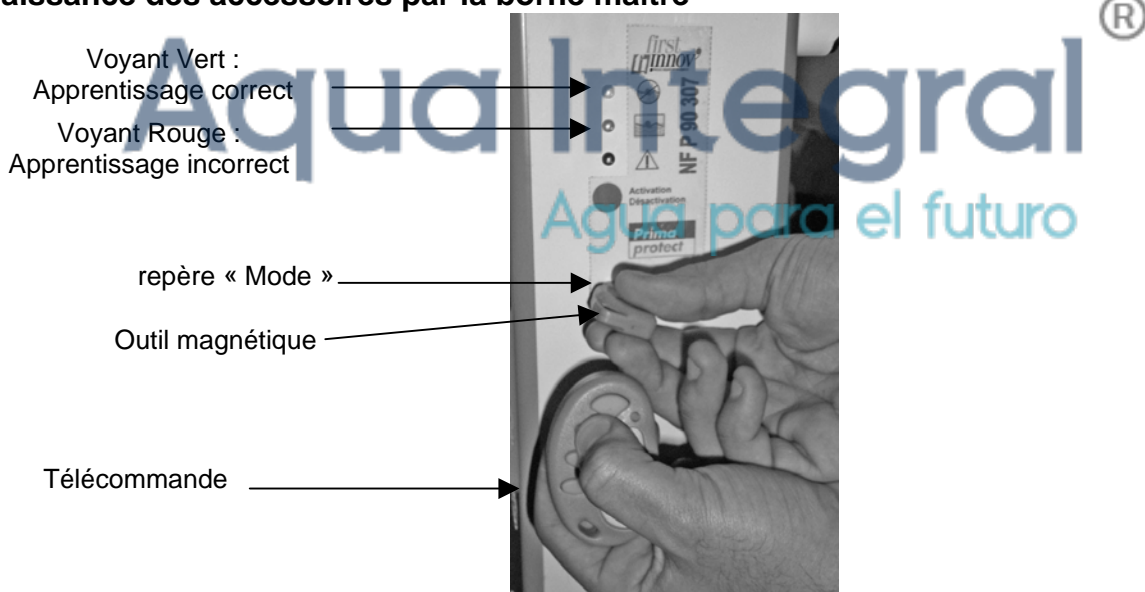 aissance des accessoires par la borne maître
Voyant Vert :
Apprentissage correct
Voyant Rouge :
Apprentissage incorrect
repère « Mode »
Outil magnétique
Télécommande
first
innov
NF P 90 307
Activation
Désactivation
Prima
protect
Aqua Integral ®
Agua para el futuro